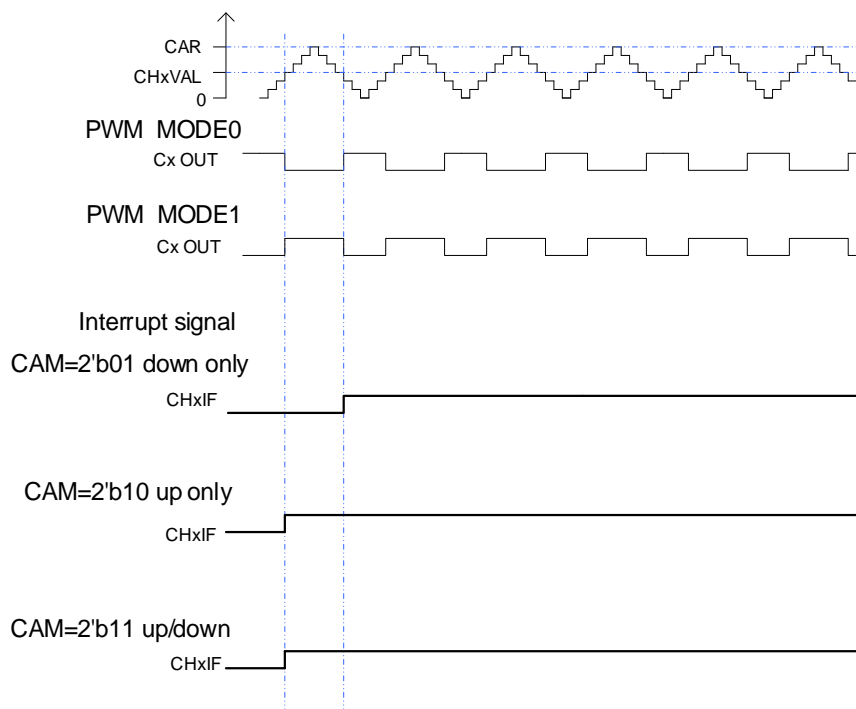 CAR
CHxVAL
0
PWM MODE0
Cx OUT
PWM MODE1
Cx OUT
Interrupt signal
CAM=2'b01 down only
CHxIF
CAM=2'b10 up only
CHxIF
CAM=2'b11 up/down
CHxIF